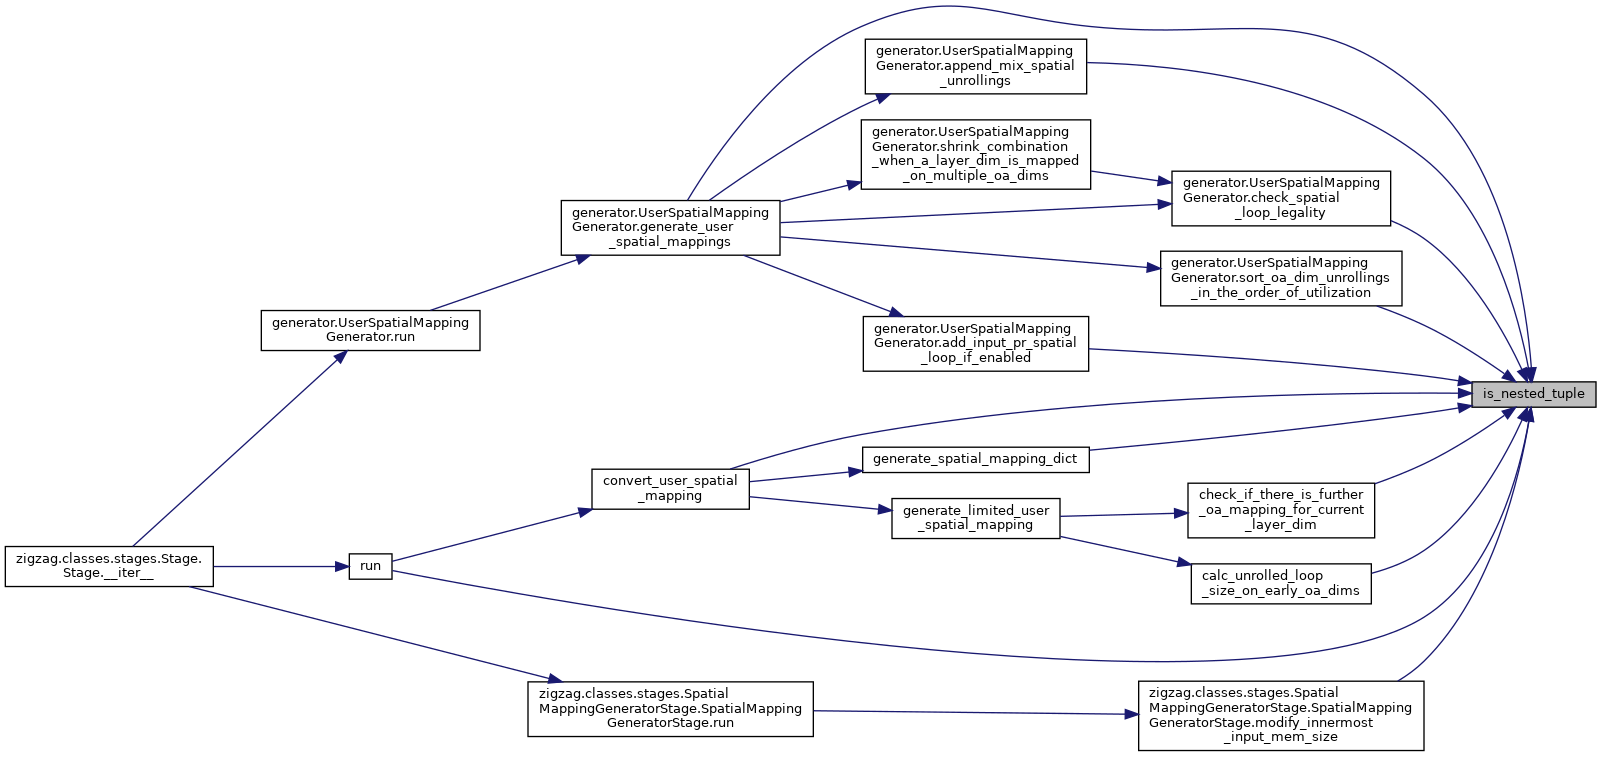 generator.UserSpatialMapping
Generator.append_mix_spatial
_unrollings
generator.UserSpatialMapping
Generator.shrink_combination
_when_a_layer_dim_is_mapped
_on_multiple_oa_dims
generator.UserSpatialMapping
Generator.check_spatial
_loop_legality
generator.UserSpatialMapping
Generator.generate_user
_spatial_mappings
generator.UserSpatialMapping
Generator.sort_oa_dim_unrollings
_in_the_order_of_utilization
generator.UserSpatialMapping
Generator.run
generator.UserSpatialMapping
Generator.add_input_pr_spatial
_loop_if_enabled
is_nested_tuple
generate_spatial_mapping_dict
convert_user_spatial
_mapping
check_if_there_is_further
_oa_mapping_for_current
_layer_dim
generate_limited_user
_spatial_mapping
zigzag.classes.stages.Stage.
Stage.__iter__
run
calc_unrolled_loop
_size_on_early_oa_dims
zigzag.classes.stages.Spatial
MappingGeneratorStage.SpatialMapping
GeneratorStage.run
zigzag.classes.stages.Spatial
MappingGeneratorStage.SpatialMapping
GeneratorStage.modify_innermost
_input_mem_size